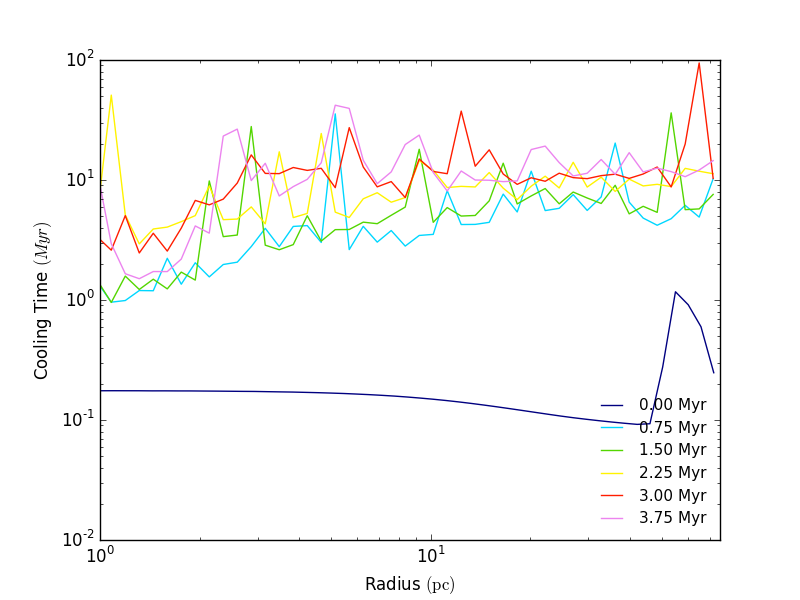 10^2
10^1
10^0
10^-1
10^-2
Cooling Time (Myr)
0.00 Myr
0.75 Myr
1.50 Myr
2.25 Myr
3.00 Myr
3.75 Myr
10^0 10^1
Radius (pc)